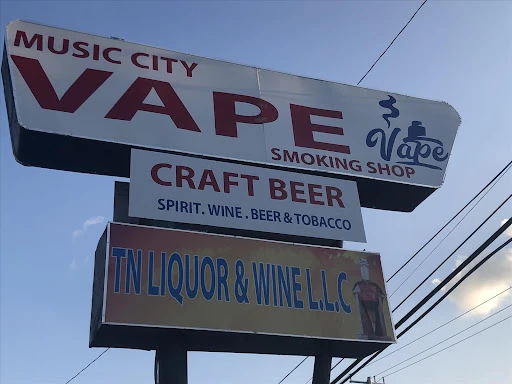 MUSIC CITY
VAPE
Vape
SMOKING SHOP
CRAFT BEER
SPIRIT. WINE . BEER & TOBACCO
TN LIQUOR & WINE L.L.C